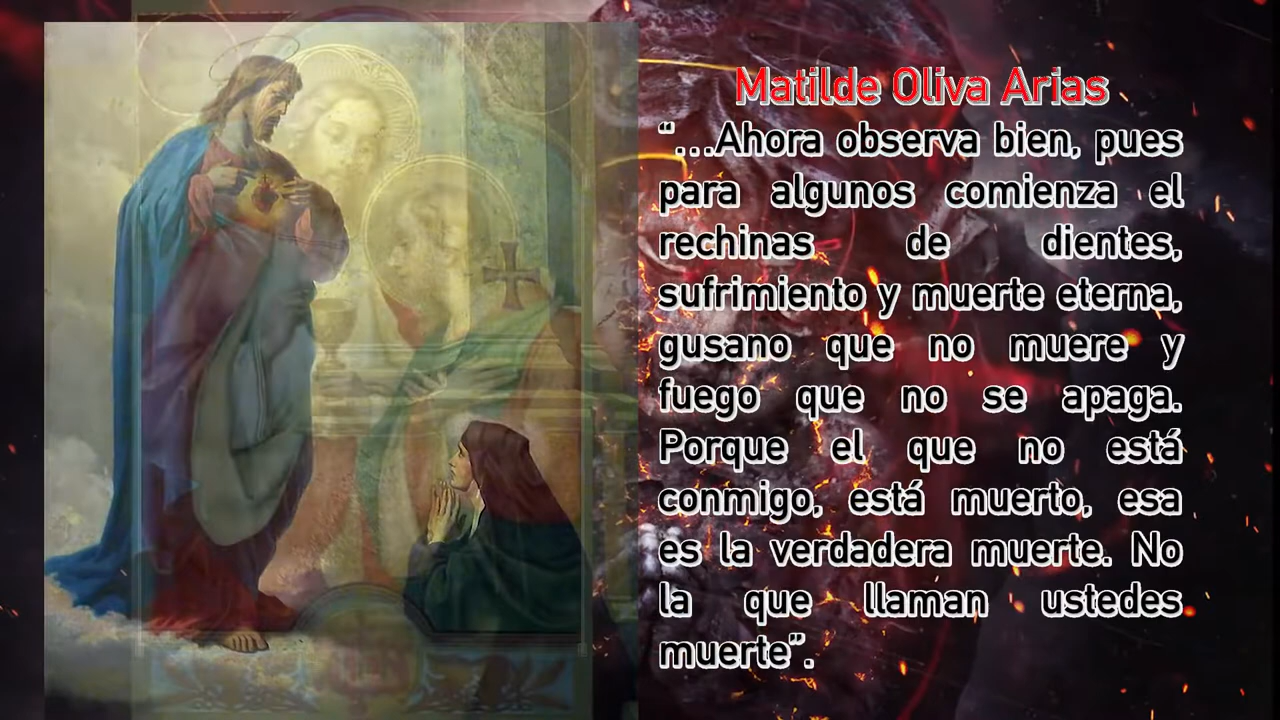 Matilde Oliva Arias
“...Ahora observa bien, pues
para algunos comienza el
rechinas de dientes,
sufrimiento y muerte eterna,
gusano que no muere y
fuego que no se apaga.
Porque el que no está
conmigo, está muerto, esa
es la verdadera muerte. No
la que llaman ustedes
muerte”.